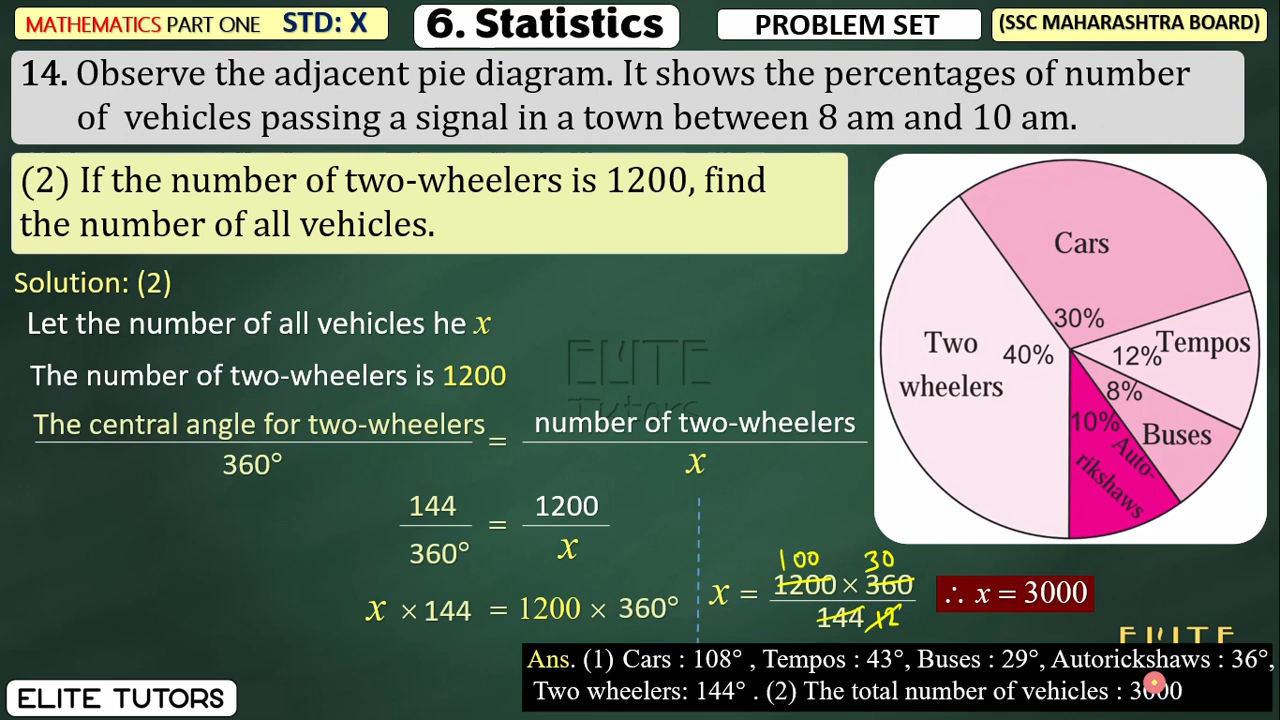 MATHEMATICS PART ONE STD: X
6. Statistics
PROBLEM SET
(SSC MAHARASHTRA BOARD)
14. Observe the adjacent pie diagram. It shows the percentages of number
of vehicles passing a signal in a town between 8 am and 10 am.
(2) If the number of two-wheelers is 1200, find
the number of all vehicles.
Solution: (2)
Let the number of all vehicles he x
The number of two-wheelers is 1200
The central angle for two-wheelers / 360° = number of two-wheelers / x
144 / 360° = 1200 / x
x × 144 = 1200 × 360°
100 30
x = 1200 × 360 / 144 12
∴ x = 3000
Cars
30%
Two
wheelers
40%
12%
Tempos
8%
Buses
10%
Auto-
rikshaws
ELITE
Tutors
ELITE
Ans. (1) Cars : 108° , Tempos : 43°, Buses : 29°, Autorickshaws : 36°,
Two wheelers: 144° . (2) The total number of vehicles : 3000
ELITE TUTORS